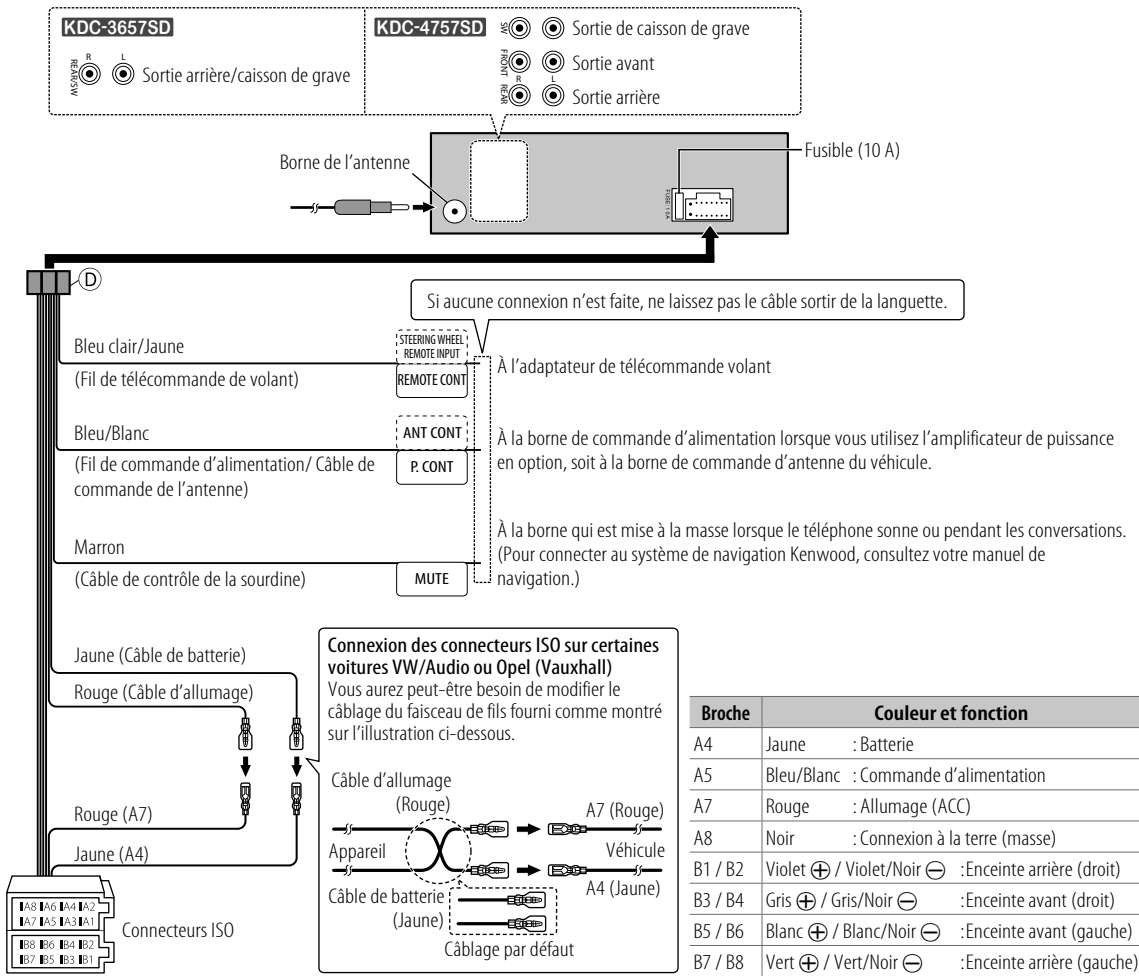 KDC-3657SD
REAR/SW
R
L
Sortie arrière/caisson de grave
KDC-4757SD
SW
Sortie de caisson de grave
FRONT
Sortie avant
R
L
REAR
Sortie arrière
Borne de l'antenne
Fusible (10 A)
FUSE 10A
D
Si aucune connexion n'est faite, ne laissez pas le câble sortir de la languette.
Bleu clair/Jaune
(Fil de télécommande de volant)
STEERING WHEEL
REMOTE INPUT
REMOTE CONT
À l'adaptateur de télécommande volant
Bleu/Blanc
(Fil de commande d'alimentation/ Câble de
commande de l'antenne)
ANT CONT
P. CONT
À la borne de commande d'alimentation lorsque vous utilisez l'amplificateur de puissance
en option, soit à la borne de commande d'antenne du véhicule.
Marron
(Câble de contrôle de la sourdine)
MUTE
À la borne qui est mise à la masse lorsque le téléphone sonne ou pendant les conversations.
(Pour connecter au système de navigation Kenwood, consultez votre manuel de
navigation.)
Jaune (Câble de batterie)
Rouge (Câble d'allumage)
Rouge (A7)
Jaune (A4)
A8 A6 A4 A2
A7 A5 A3 A1
B8 B6 B4 B2
B7 B5 B3 B1
Connecteurs ISO
Connexion des connecteurs ISO sur certaines
voitures VW/Audio ou Opel (Vauxhall)
Vous aurez peut-être besoin de modifier le
câblage du faisceau de fils fourni comme montré
sur l'illustration ci-dessous.
Câble d'allumage
(Rouge)
A7 (Rouge)
Appareil
Véhicule
Câble de batterie
(Jaune)
A4 (Jaune)
Câblage par défaut
Broche Couleur et fonction
A4 Jaune : Batterie
A5 Bleu/Blanc : Commande d'alimentation
A7 Rouge : Allumage (ACC)
A8 Noir : Connexion à la terre (masse)
B1 / B2 Violet ⊕ / Violet/Noir ⊖ : Enceinte arrière (droit)
B3 / B4 Gris ⊕ / Gris/Noir ⊖ : Enceinte avant (droit)
B5 / B6 Blanc ⊕ / Blanc/Noir ⊖ : Enceinte avant (gauche)
B7 / B8 Vert ⊕ / Vert/Noir ⊖ : Enceinte arrière (gauche)